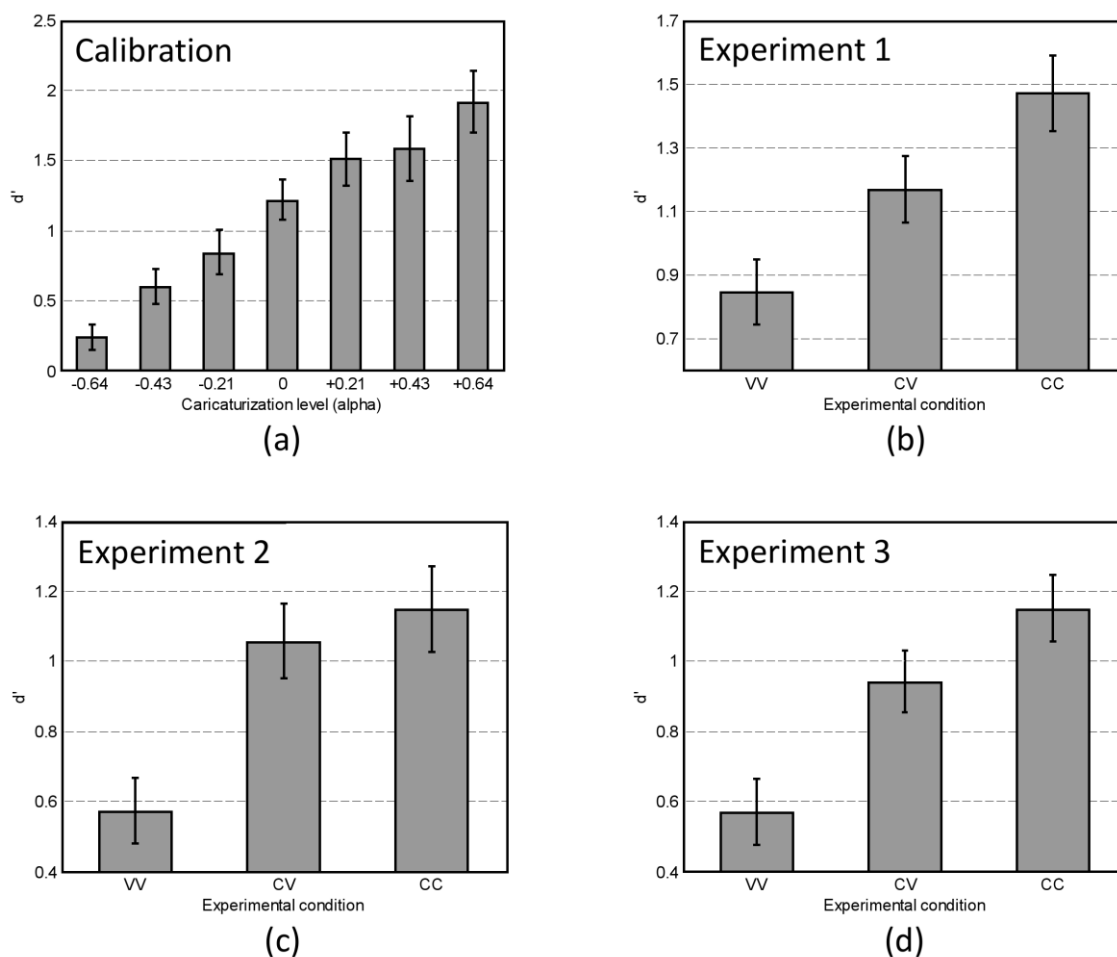 Calibration
2.5
2
1.5
1
0.5
0
d'
-0.64 -0.43 -0.21 0 +0.21 +0.43 +0.64
Caricaturization level (alpha)
(a)
Experiment 1
1.7
1.5
1.3
1.1
0.9
0.7
d'
VV CV CC
Experimental condition
(b)
Experiment 2
1.4
1.2
1
0.8
0.6
0.4
d'
VV CV CC
Experimental condition
(c)
Experiment 3
1.4
1.2
1
0.8
0.6
0.4
d'
VV CV CC
Experimental condition
(d)